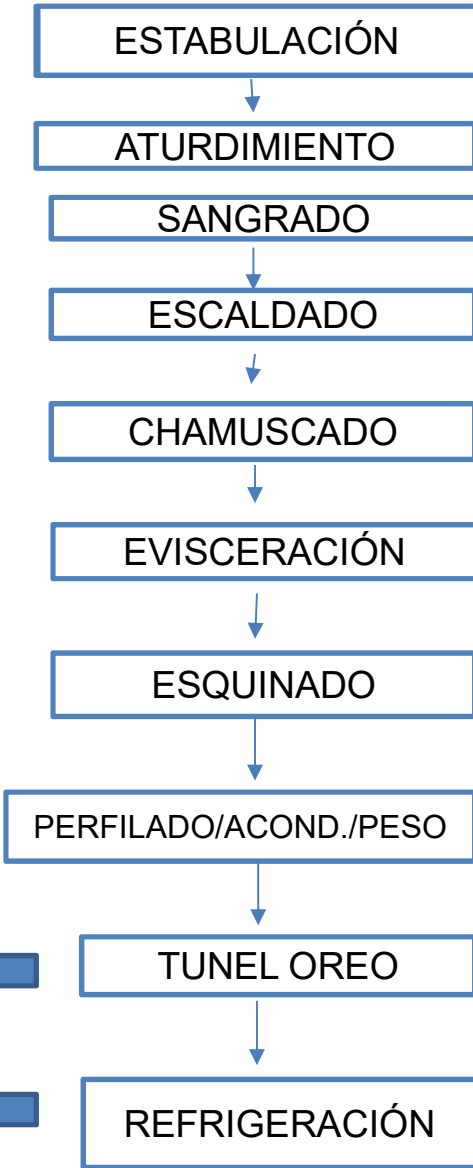 ESTABULACIÓN
ATURDIMIENTO
SANGRADO
ESCALDADO
CHAMUSCADO
EVISCERACIÓN
ESQUINADO
PERFILADO/ACOND./PESO
TUNEL OREO
REFRIGERACIÓN